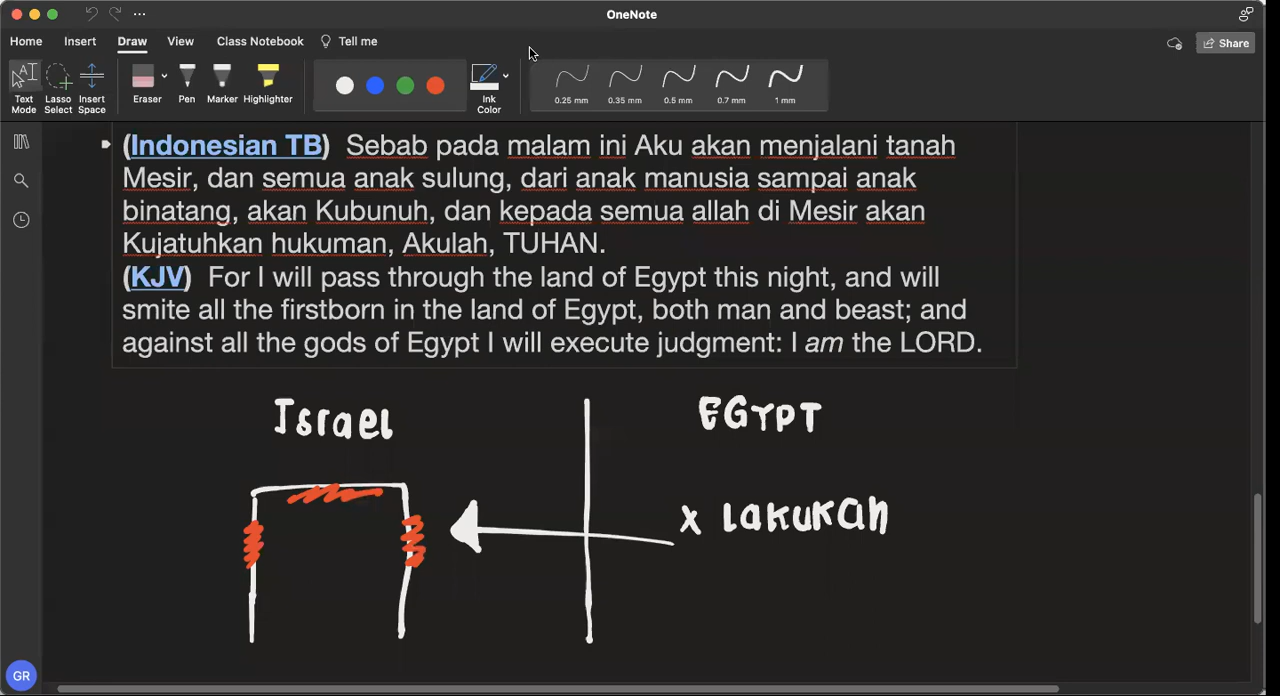 OneNote
Home Insert Draw View Class Notebook Tell me Share
Text Mode
Lasso Select
Insert Space
Eraser
Pen
Marker
Highlighter
Ink Color
0.25 mm
0.35 mm
0.5 mm
0.7 mm
1 mm
(Indonesian TB) Sebab pada malam ini Aku akan menjalani tanah
Mesir, dan semua anak sulung, dari anak manusia sampai anak
binatang, akan Kubunuh, dan kepada semua allah di Mesir akan
Kujatuhkan hukuman, Akulah, TUHAN.
(KJV) For I will pass through the land of Egypt this night, and will
smite all the firstborn in the land of Egypt, both man and beast; and
against all the gods of Egypt I will execute judgment: I am the LORD.
Israel
EGYPT
x Lakukan
GR